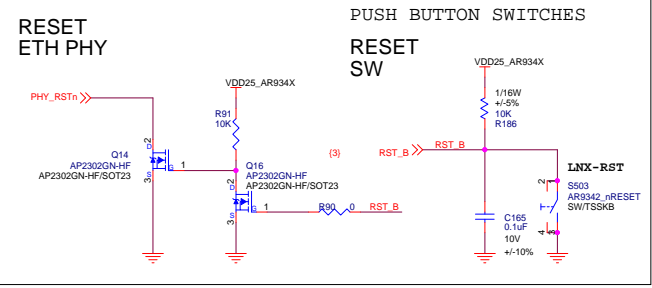 PUSH BUTTON SWITCHES
RESET
ETH PHY
RESET
SW
VDD25_AR934X
VDD25_AR934X
PHY_RSTn
R91
10K
1/16W
+/-5%
10K
R186
Q14
AP2302GN-HF
AP2302GN-HF/SOT23
2
D
1
G
3
S
Q16
AP2302GN-HF
AP2302GN-HF/SOT23
2
D
1
G
3
S
{3}
RST_B
RST_B
R90
0
RST_B
LNX-RST
S503
AR9342_nRESET
SW/TSSKB
2
1
4
3
C165
0.1uF
10V
+/-10%